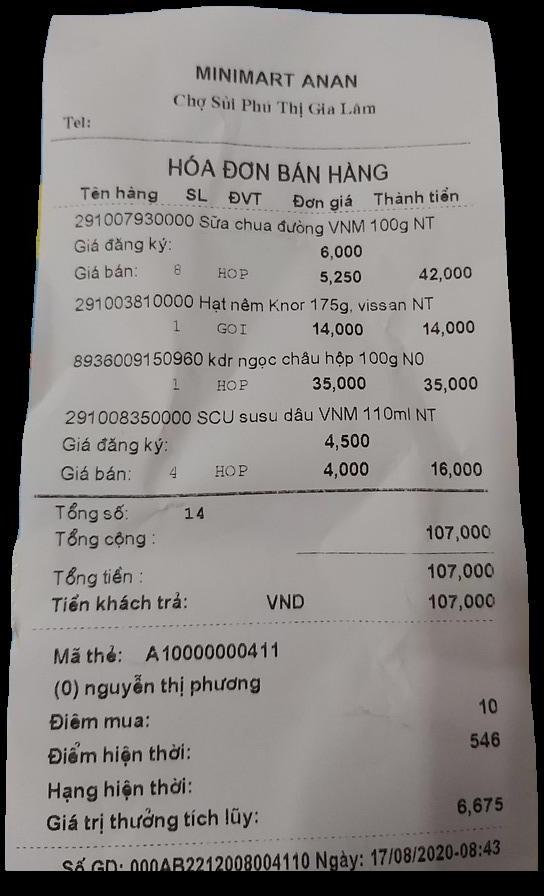 MINIMART ANAN
Chợ Sủi Phú Thị Gia Lâm
Tel:
HÓA ĐƠN BÁN HÀNG
Tên hàng SL ĐVT Đơn giá Thành tiền
291007930000 Sữa chua đường VNM 100g NT
Giá đăng ký: 6,000
Giá bán: 8 HOP 5,250 42,000
291003810000 Hạt nêm Knor 175g, vissan NT
1 GOI 14,000 14,000
8936009150960 kdr ngọc châu hộp 100g N0
1 HOP 35,000 35,000
291008350000 SCU susu dâu VNM 110ml NT
Giá đăng ký: 4,500
Giá bán: 4 HOP 4,000 16,000
Tổng số: 14
Tổng cộng : 107,000
Tổng tiền : 107,000
Tiền khách trả: VND 107,000
Mã thẻ: A10000000411
(0) nguyễn thị phương
Điểm mua: 10
Điểm hiện thời: 546
Hạng hiện thời:
Giá trị thưởng tích lũy: 6,675
Số GD: 000AB2212008004110 Ngày: 17/08/2020-08:43